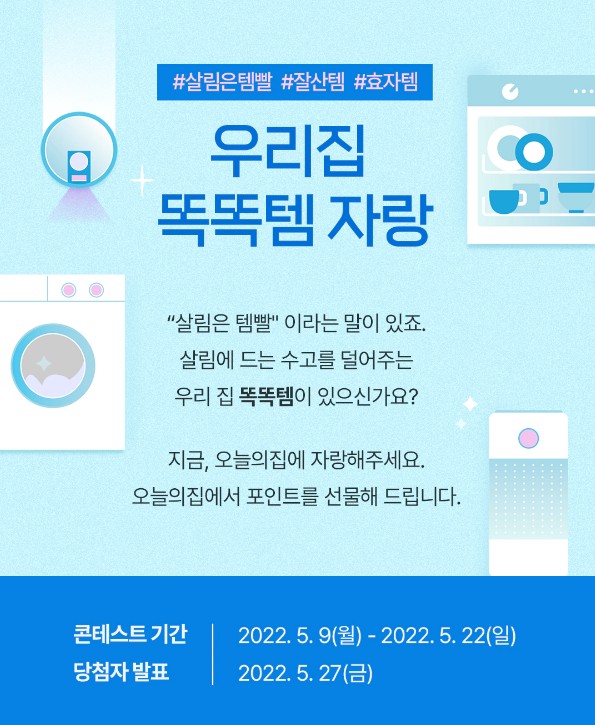 #살림은템빨 #잘산템 #효자템
우리집
똑똑템 자랑
“살림은 템빨" 이라는 말이 있죠.
살림에 드는 수고를 덜어주는
우리 집 똑똑템이 있으신가요?
지금, 오늘의집에 자랑해주세요.
오늘의집에서 포인트를 선물해 드립니다.
콘테스트 기간 2022. 5. 9(월) - 2022. 5. 22(일)
당첨자 발표 2022. 5. 27(금)